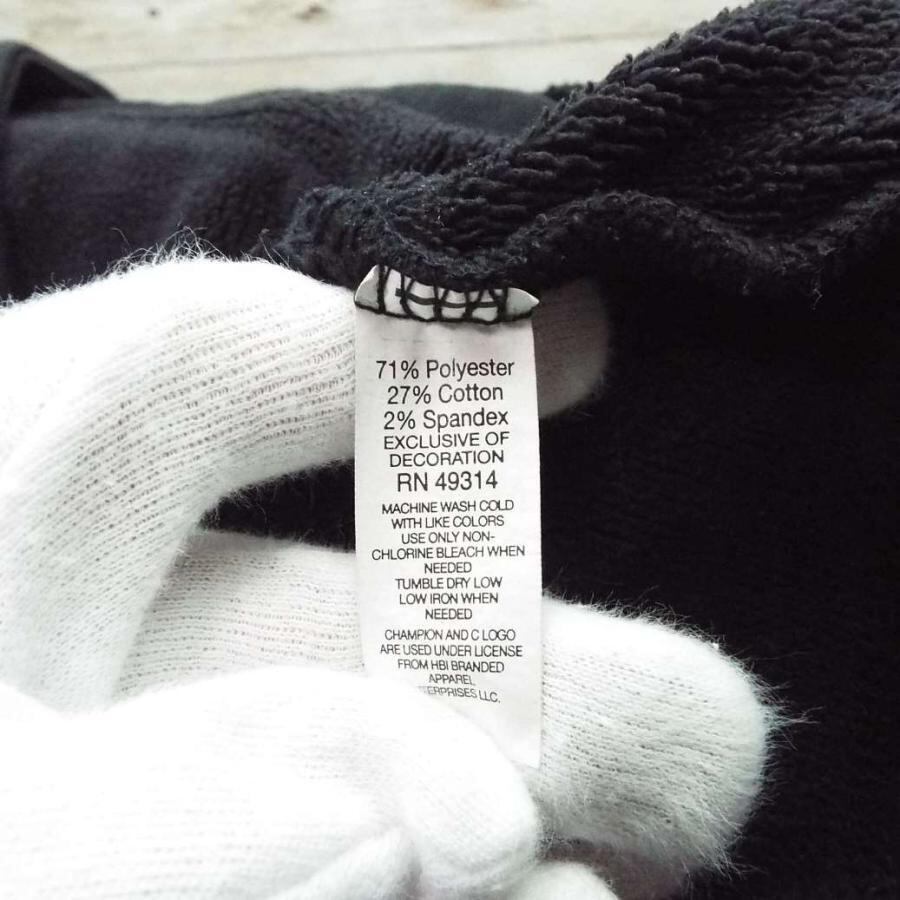 71% Polyester
27% Cotton
2% Spandex
EXCLUSIVE OF
DECORATION
RN 49314
MACHINE WASH COLD
WITH LIKE COLORS
USE ONLY NON-
CHLORINE BLEACH WHEN
NEEDED
TUMBLE DRY LOW
LOW IRON WHEN
NEEDED
CHAMPION AND C LOGO
ARE USED UNDER LICENSE
FROM HBI BRANDED
APPAREL
LLC.